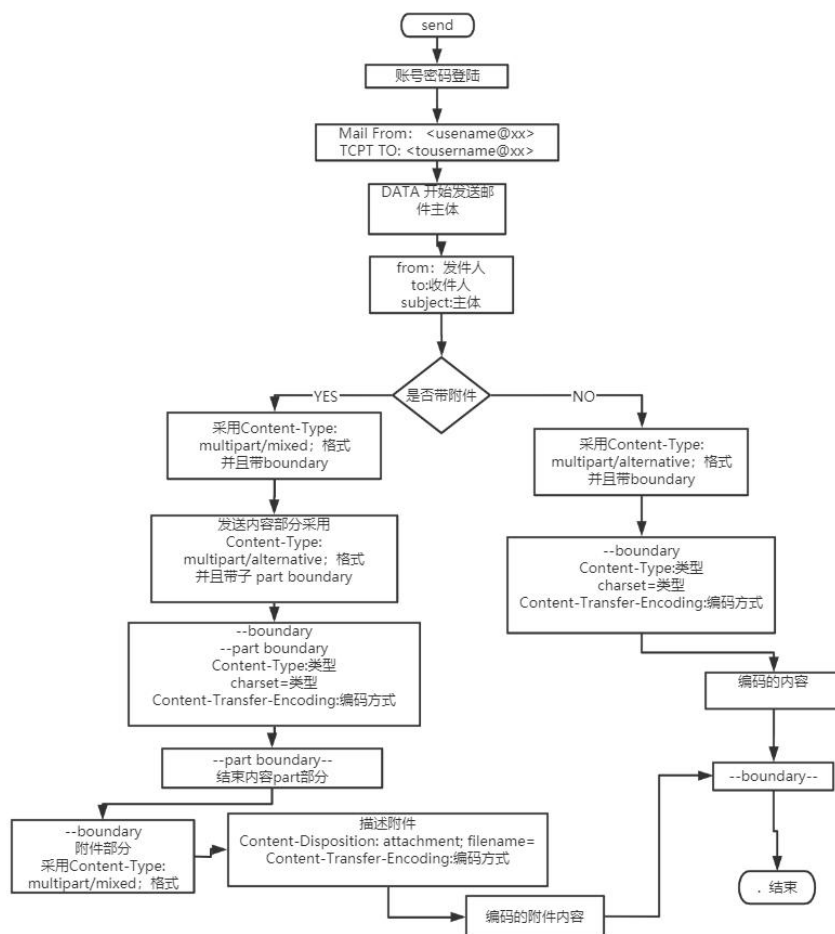 send
账号密码登陆
Mail From： <usename@xx>
TCPT TO: <tousername@xx>
DATA 开始发送邮
件主体
from：发件人
to:收件人
subject:主体
是否带附件
YES
NO
采用Content-Type:
multipart/mixed；格式
并且带boundary
采用Content-Type:
multipart/alternative；格式
并且带boundary
发送内容部分采用
Content-Type:
multipart/alternative；格式
并且带子 part boundary
--boundary
Content-Type:类型
charset=类型
Content-Transfer-Encoding:编码方式
--boundary
--part boundary
Content-Type:类型
charset=类型
Content-Transfer-Encoding:编码方式
编码的内容
--part boundary--
结束内容part部分
--boundary--
--boundary
附件部分
采用Content-Type:
multipart/mixed；格式
描述附件
Content-Disposition: attachment; filename=
Content-Transfer-Encoding:编码方式
编码的附件内容
．结束